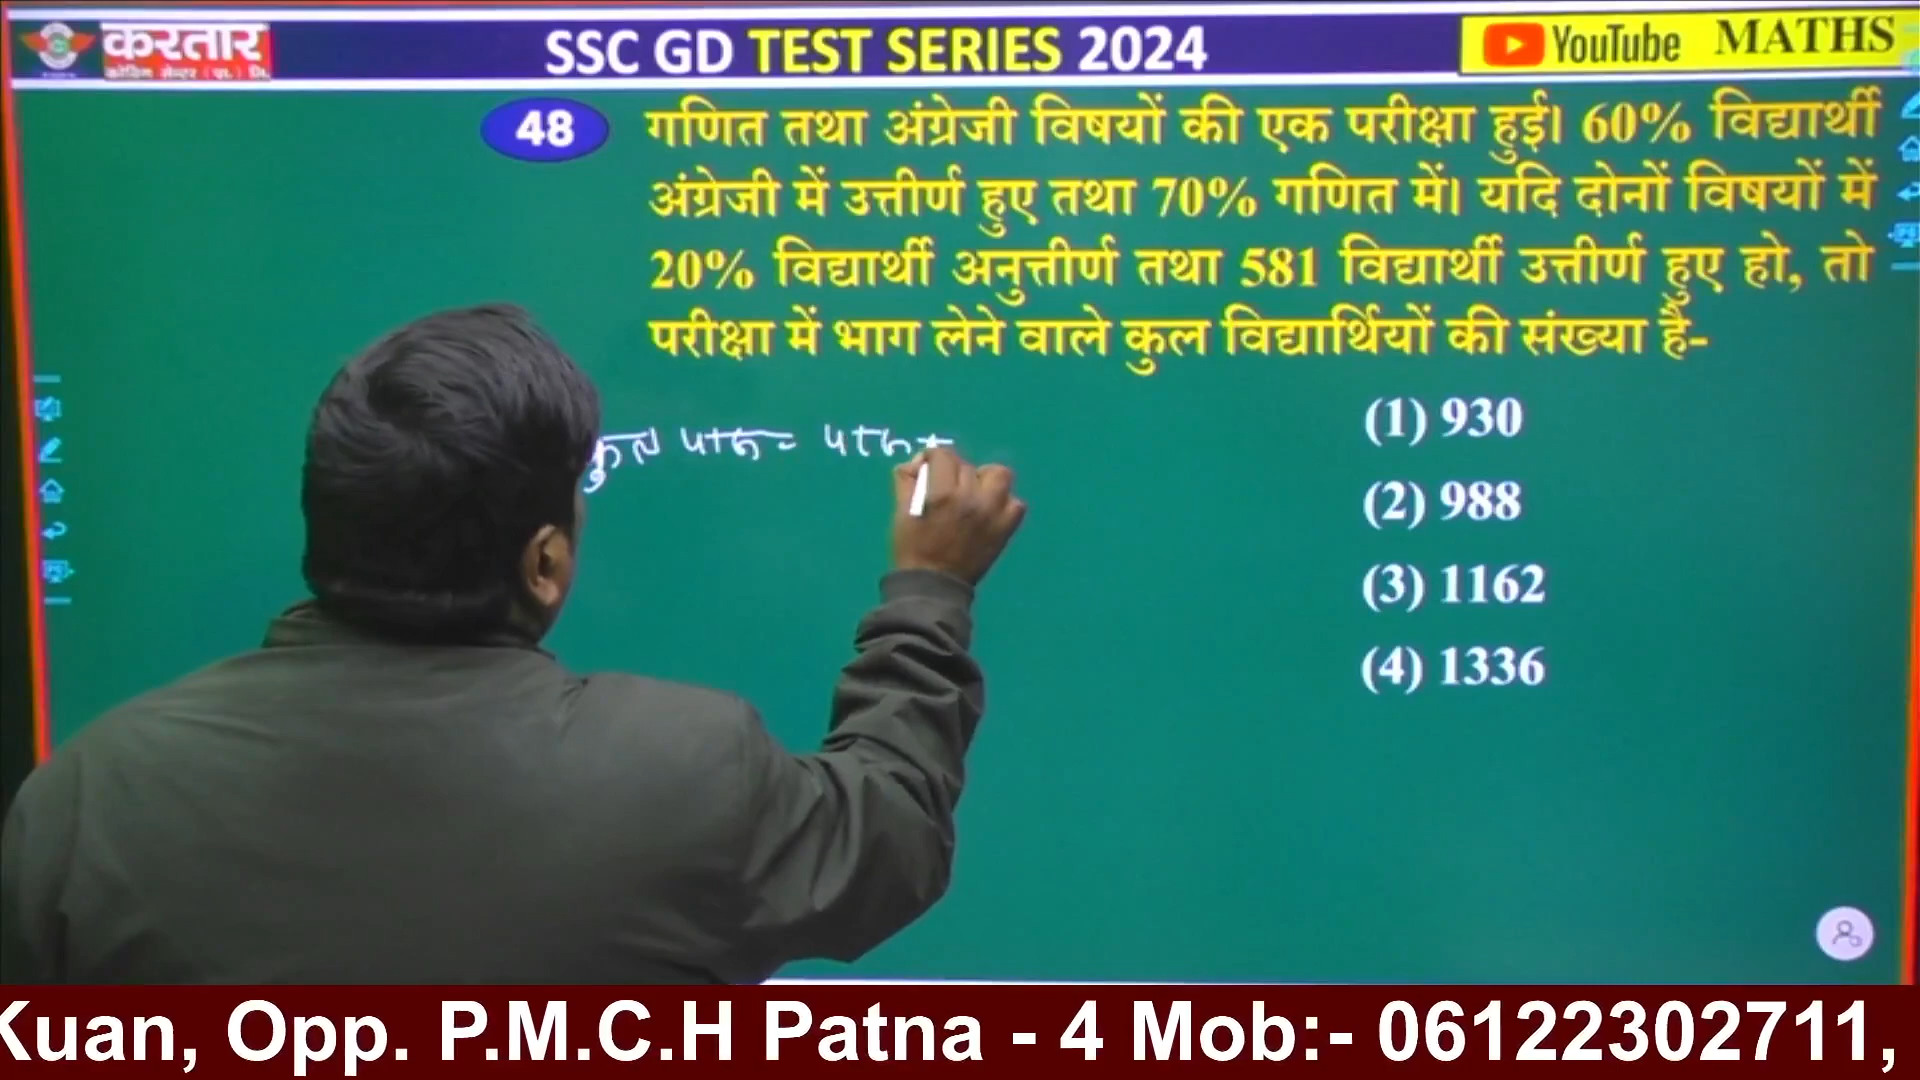 करतार
कोचिंग सेन्टर (प्रा.) लि.
SSC GD TEST SERIES 2024
YouTube MATHS
48
गणित तथा अंग्रेजी विषयों की एक परीक्षा हुई। 60% विद्यार्थी
अंग्रेजी में उत्तीर्ण हुए तथा 70% गणित में। यदि दोनों विषयों में
20% विद्यार्थी अनुत्तीर्ण तथा 581 विद्यार्थी उत्तीर्ण हुए हो, तो
परीक्षा में भाग लेने वाले कुल विद्यार्थियों की संख्या है-
कुल पास =
(1) 930
(2) 988
(3) 1162
(4) 1336
Kuan, Opp. P.M.C.H Patna - 4 Mob:- 06122302711,